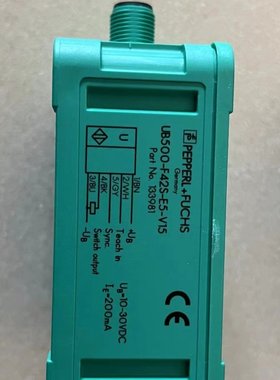 PEPPERL+FUCHS
Germany
UB500-F42S-E5-V15
Part No. 133981
U
1/BN
+UB
2/WH
Teach in
5/GY
Sync.
4/BK
Switch output
3/BU
-UB
UB=10-30VDC
IE=200mA
CE